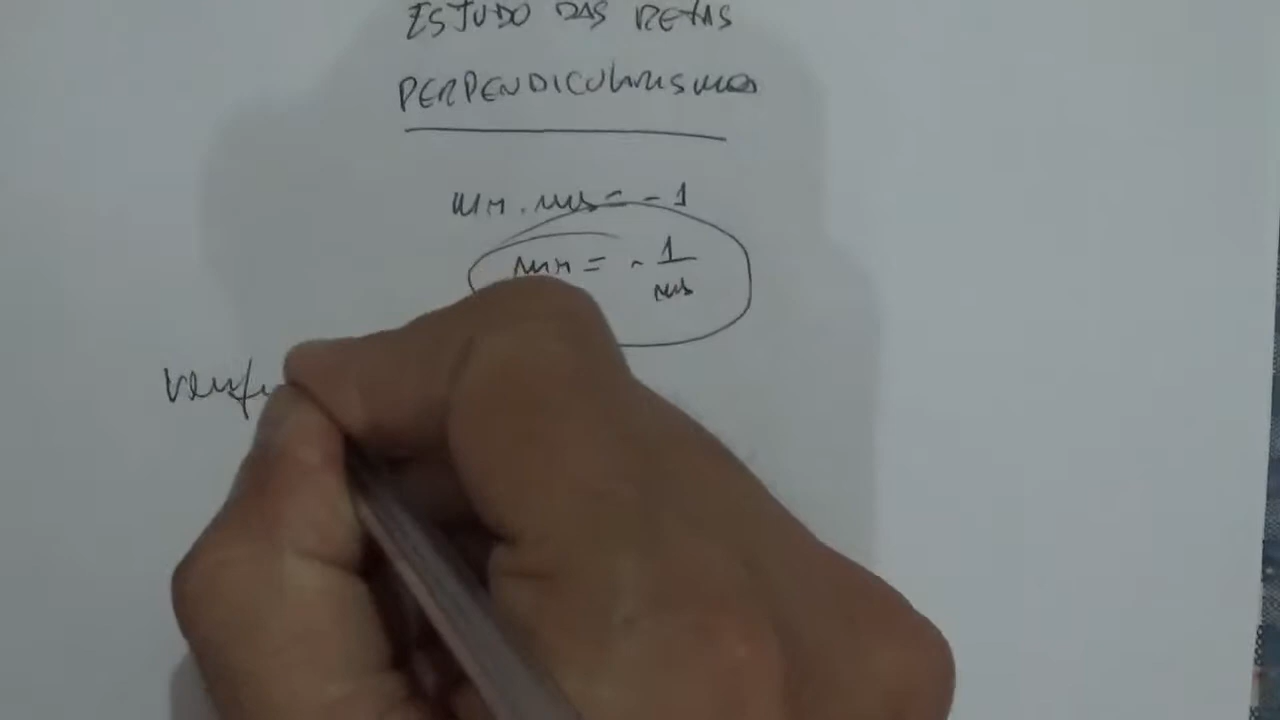 ESTUDO DAS RETAS
PERPENDICULARISMO
mr . ms = - 1
mr = - 1/ms